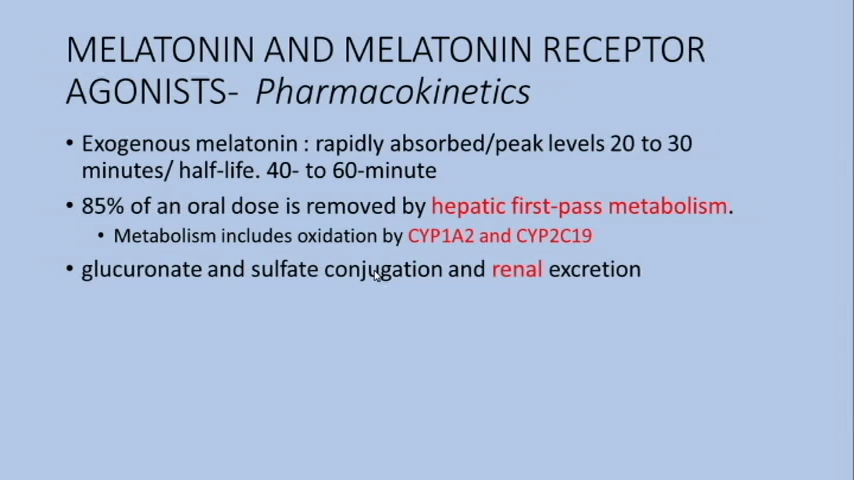 MELATONIN AND MELATONIN RECEPTOR
AGONISTS- Pharmacokinetics
• Exogenous melatonin : rapidly absorbed/peak levels 20 to 30
minutes/ half-life. 40- to 60-minute
• 85% of an oral dose is removed by hepatic first-pass metabolism.
• Metabolism includes oxidation by CYP1A2 and CYP2C19
• glucuronate and sulfate conjugation and renal excretion